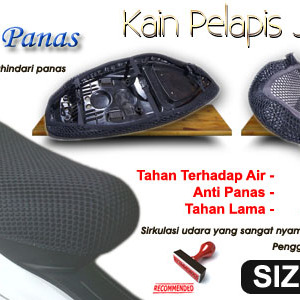 Kain Pelapis
Panas
hindari panas
Tahan Terhadap Air -
Anti Panas -
Tahan Lama -
Sirkulasi udara yang sangat nyam
Pengg
RECOMMENDED
SIZ